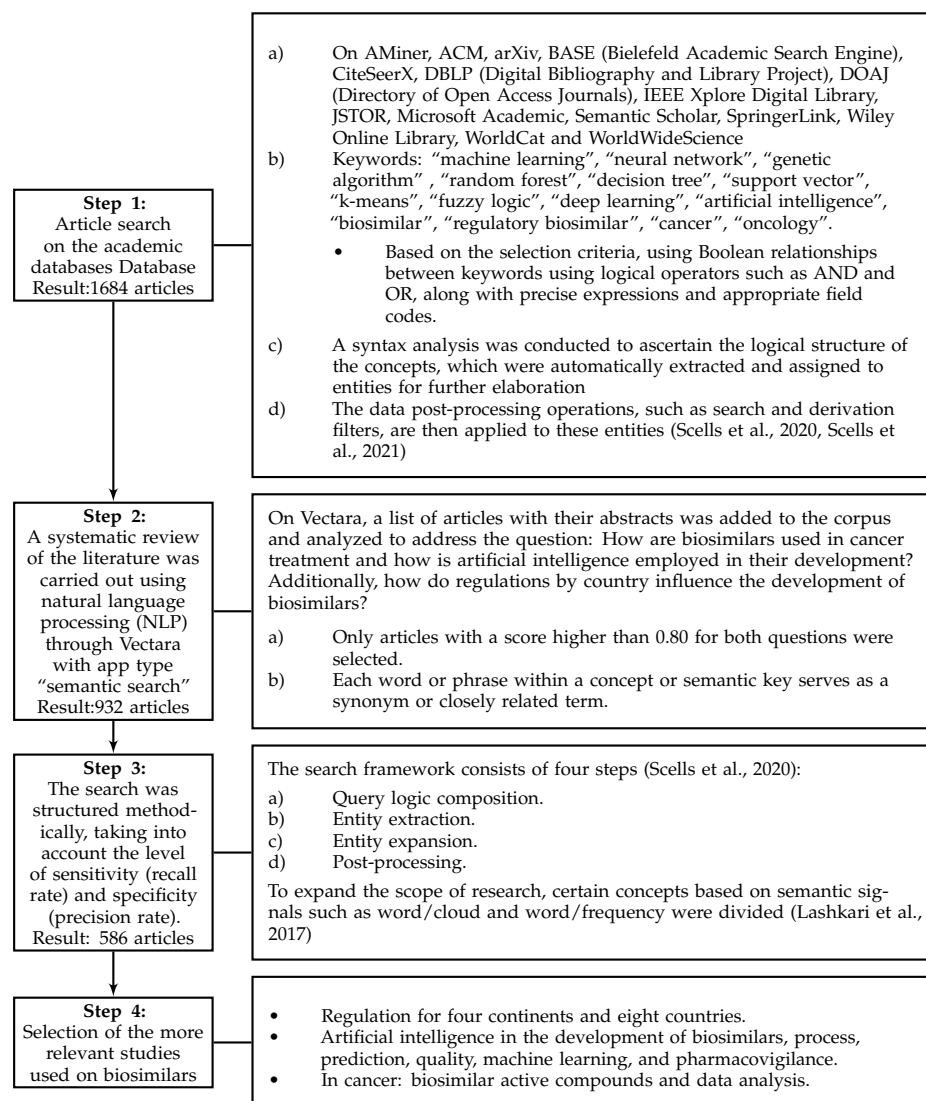 Step 1:
Article search
on the academic
databases Database
Result:1684 articles
a) On AMiner, ACM, arXiv, BASE (Bielefeld Academic Search Engine),
CiteSeerX, DBLP (Digital Bibliography and Library Project), DOAJ
(Directory of Open Access Journals), IEEE Xplore Digital Library,
JSTOR, Microsoft Academic, Semantic Scholar, SpringerLink, Wiley
Online Library, WorldCat and WorldWideScience
b) Keywords: “machine learning”, “neural network”, “genetic
algorithm” , “random forest”, “decision tree”, “support vector”,
“k-means”, “fuzzy logic”, “deep learning”, “artificial intelligence”,
“biosimilar”, “regulatory biosimilar”, “cancer”, “oncology”.
• Based on the selection criteria, using Boolean relationships
between keywords using logical operators such as AND and
OR, along with precise expressions and appropriate field
codes.
c) A syntax analysis was conducted to ascertain the logical structure of
the concepts, which were automatically extracted and assigned to
entities for further elaboration
d) The data post-processing operations, such as search and derivation
filters, are then applied to these entities (Scells et al., 2020, Scells et
al., 2021)
Step 2:
A systematic review
of the literature was
carried out using
natural language
processing (NLP)
through Vectara
with app type
“semantic search”
Result:932 articles
On Vectara, a list of articles with their abstracts was added to the corpus
and analyzed to address the question: How are biosimilars used in cancer
treatment and how is artificial intelligence employed in their development?
Additionally, how do regulations by country influence the development of
biosimilars?
a) Only articles with a score higher than 0.80 for both questions were
selected.
b) Each word or phrase within a concept or semantic key serves as a
synonym or closely related term.
Step 3:
The search was
structured method-
ically, taking into
account the level
of sensitivity (recall
rate) and specificity
(precision rate).
Result: 586 articles
The search framework consists of four steps (Scells et al., 2020):
a) Query logic composition.
b) Entity extraction.
c) Entity expansion.
d) Post-processing.
To expand the scope of research, certain concepts based on semantic sig-
nals such as word/cloud and word/frequency were divided (Lashkari et al.,
2017)
Step 4:
Selection of the more
relevant studies
used on biosimilars
• Regulation for four continents and eight countries.
• Artificial intelligence in the development of biosimilars, process,
prediction, quality, machine learning, and pharmacovigilance.
• In cancer: biosimilar active compounds and data analysis.